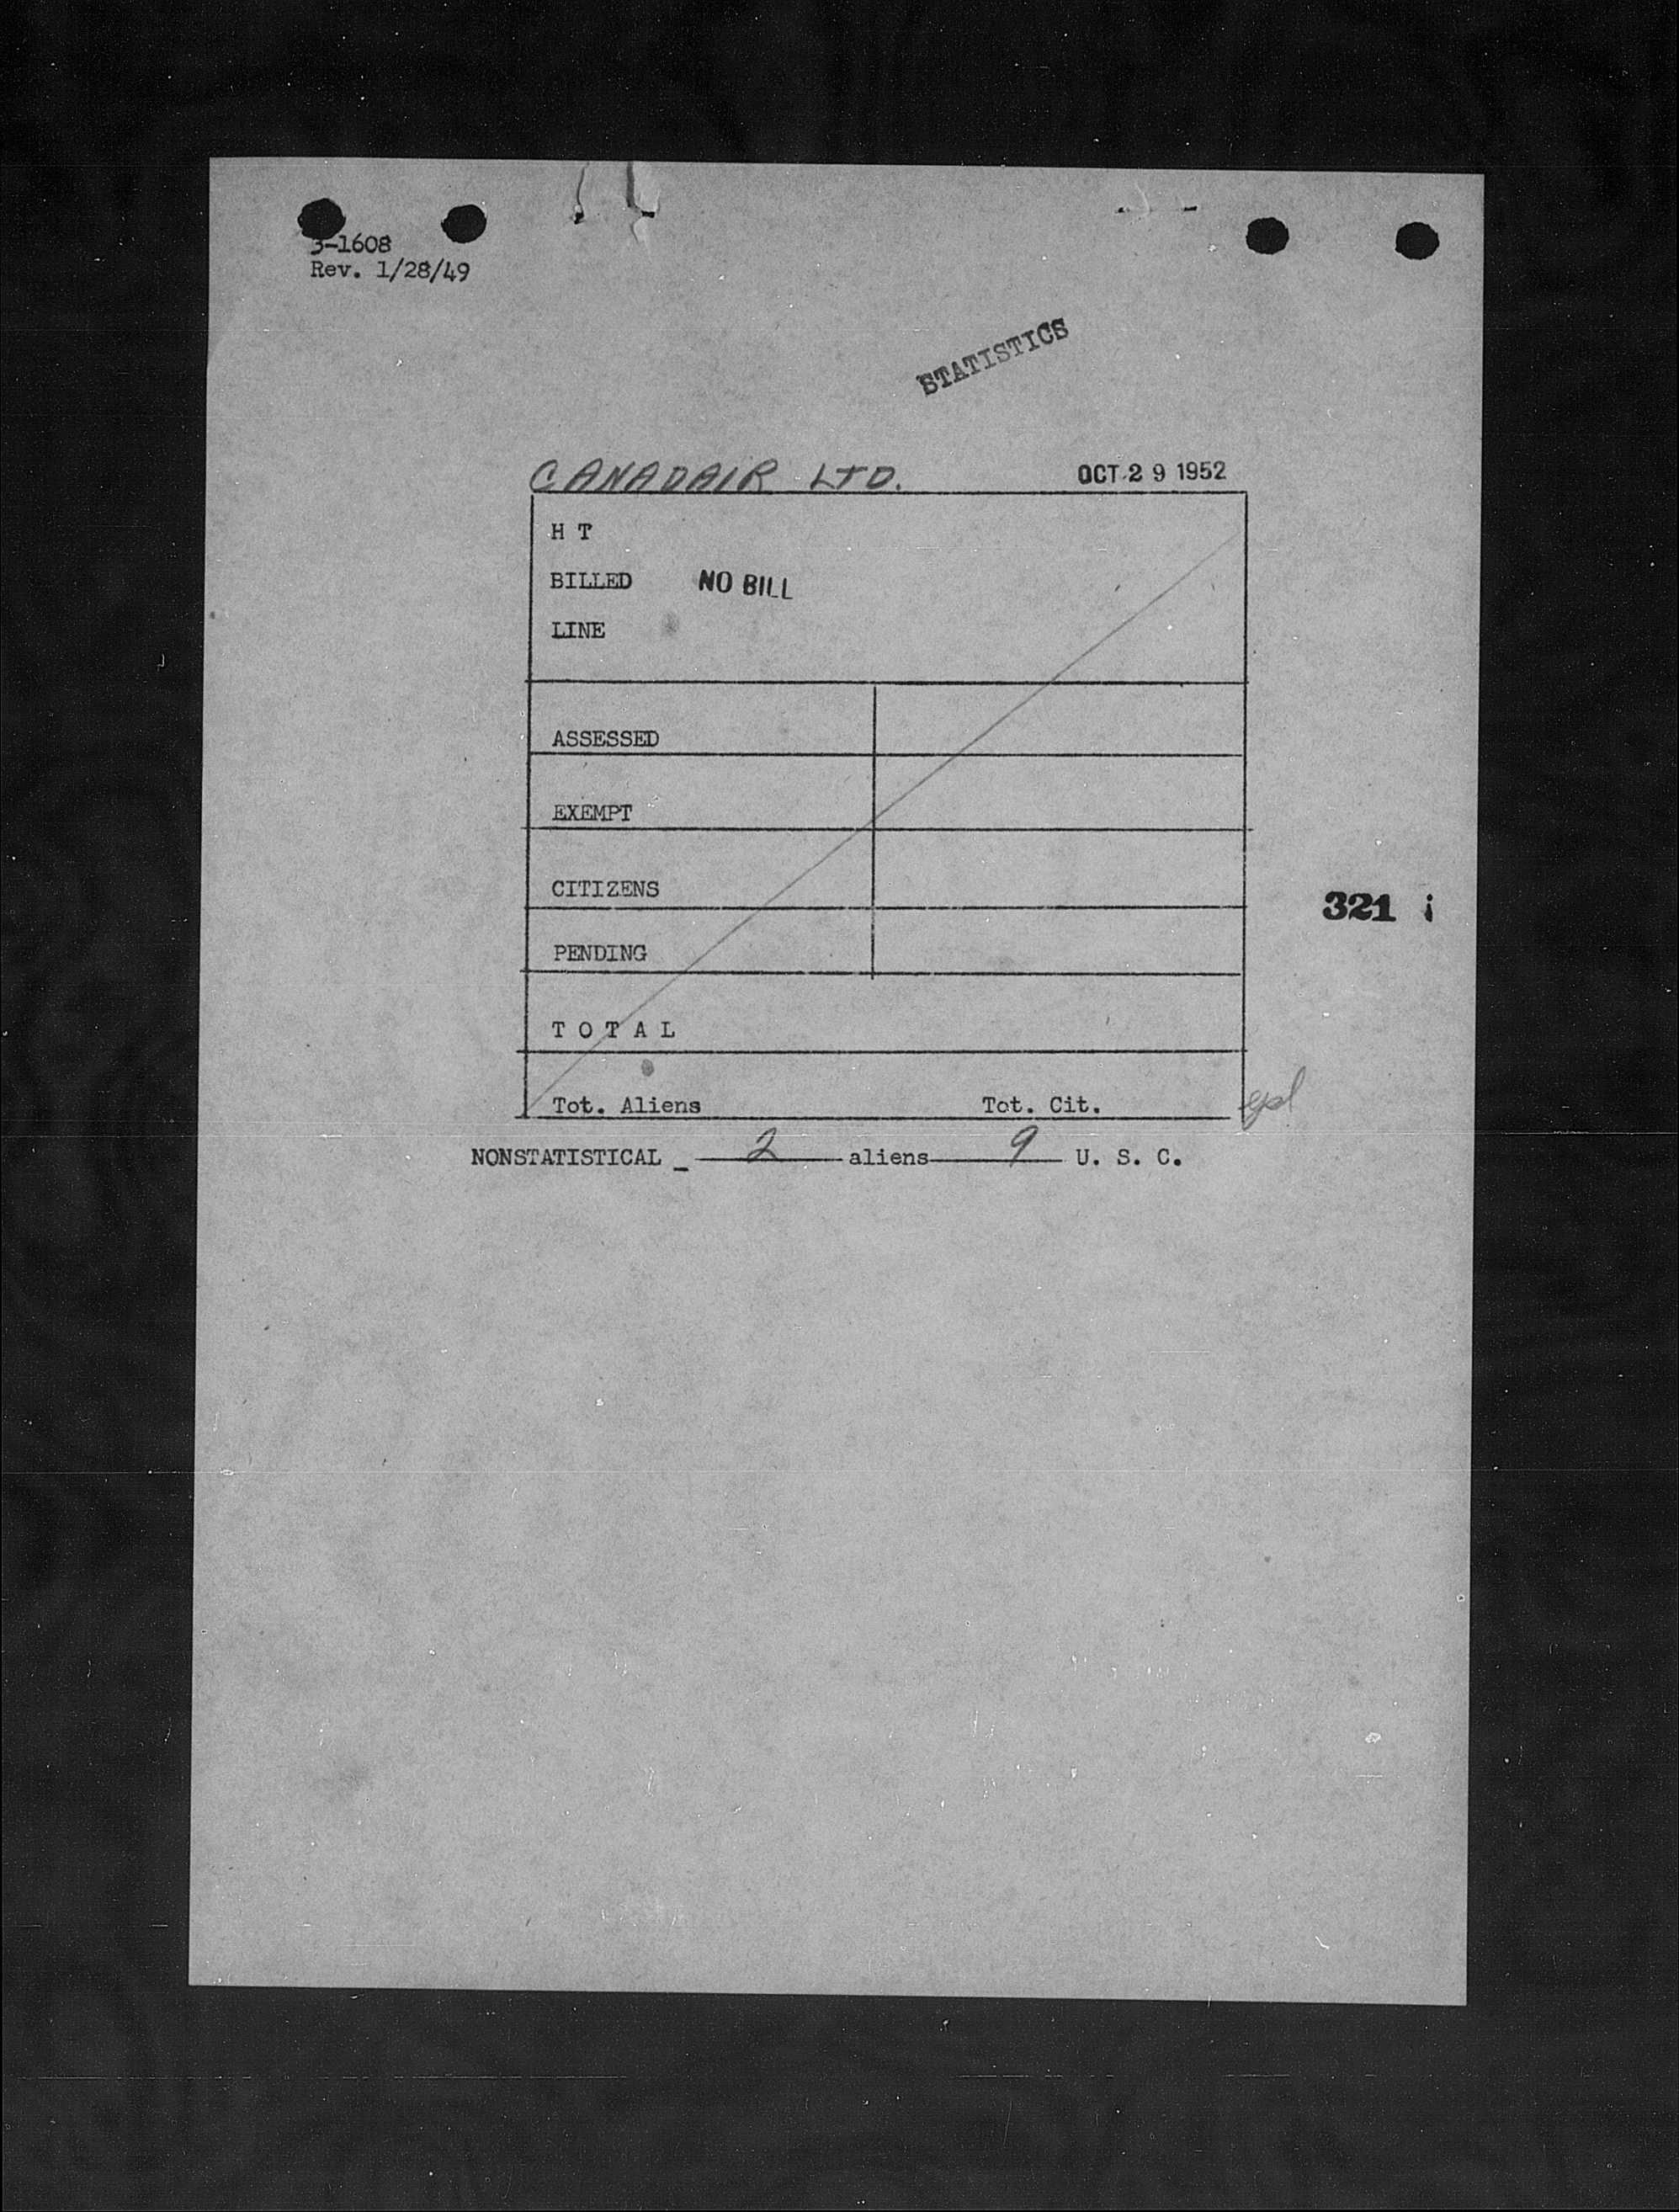 3-1608
Rev. 1/28/49
STATISTICS
CANADAIR LTD. OCT 29 1952
H T
BILLED NO BILL
LINE
ASSESSED
EXEMPT
CITIZENS
321
PENDING
T O T A L
Tot. Aliens Tot. Cit.
NONSTATISTICAL 2 aliens 9 U. S. C.